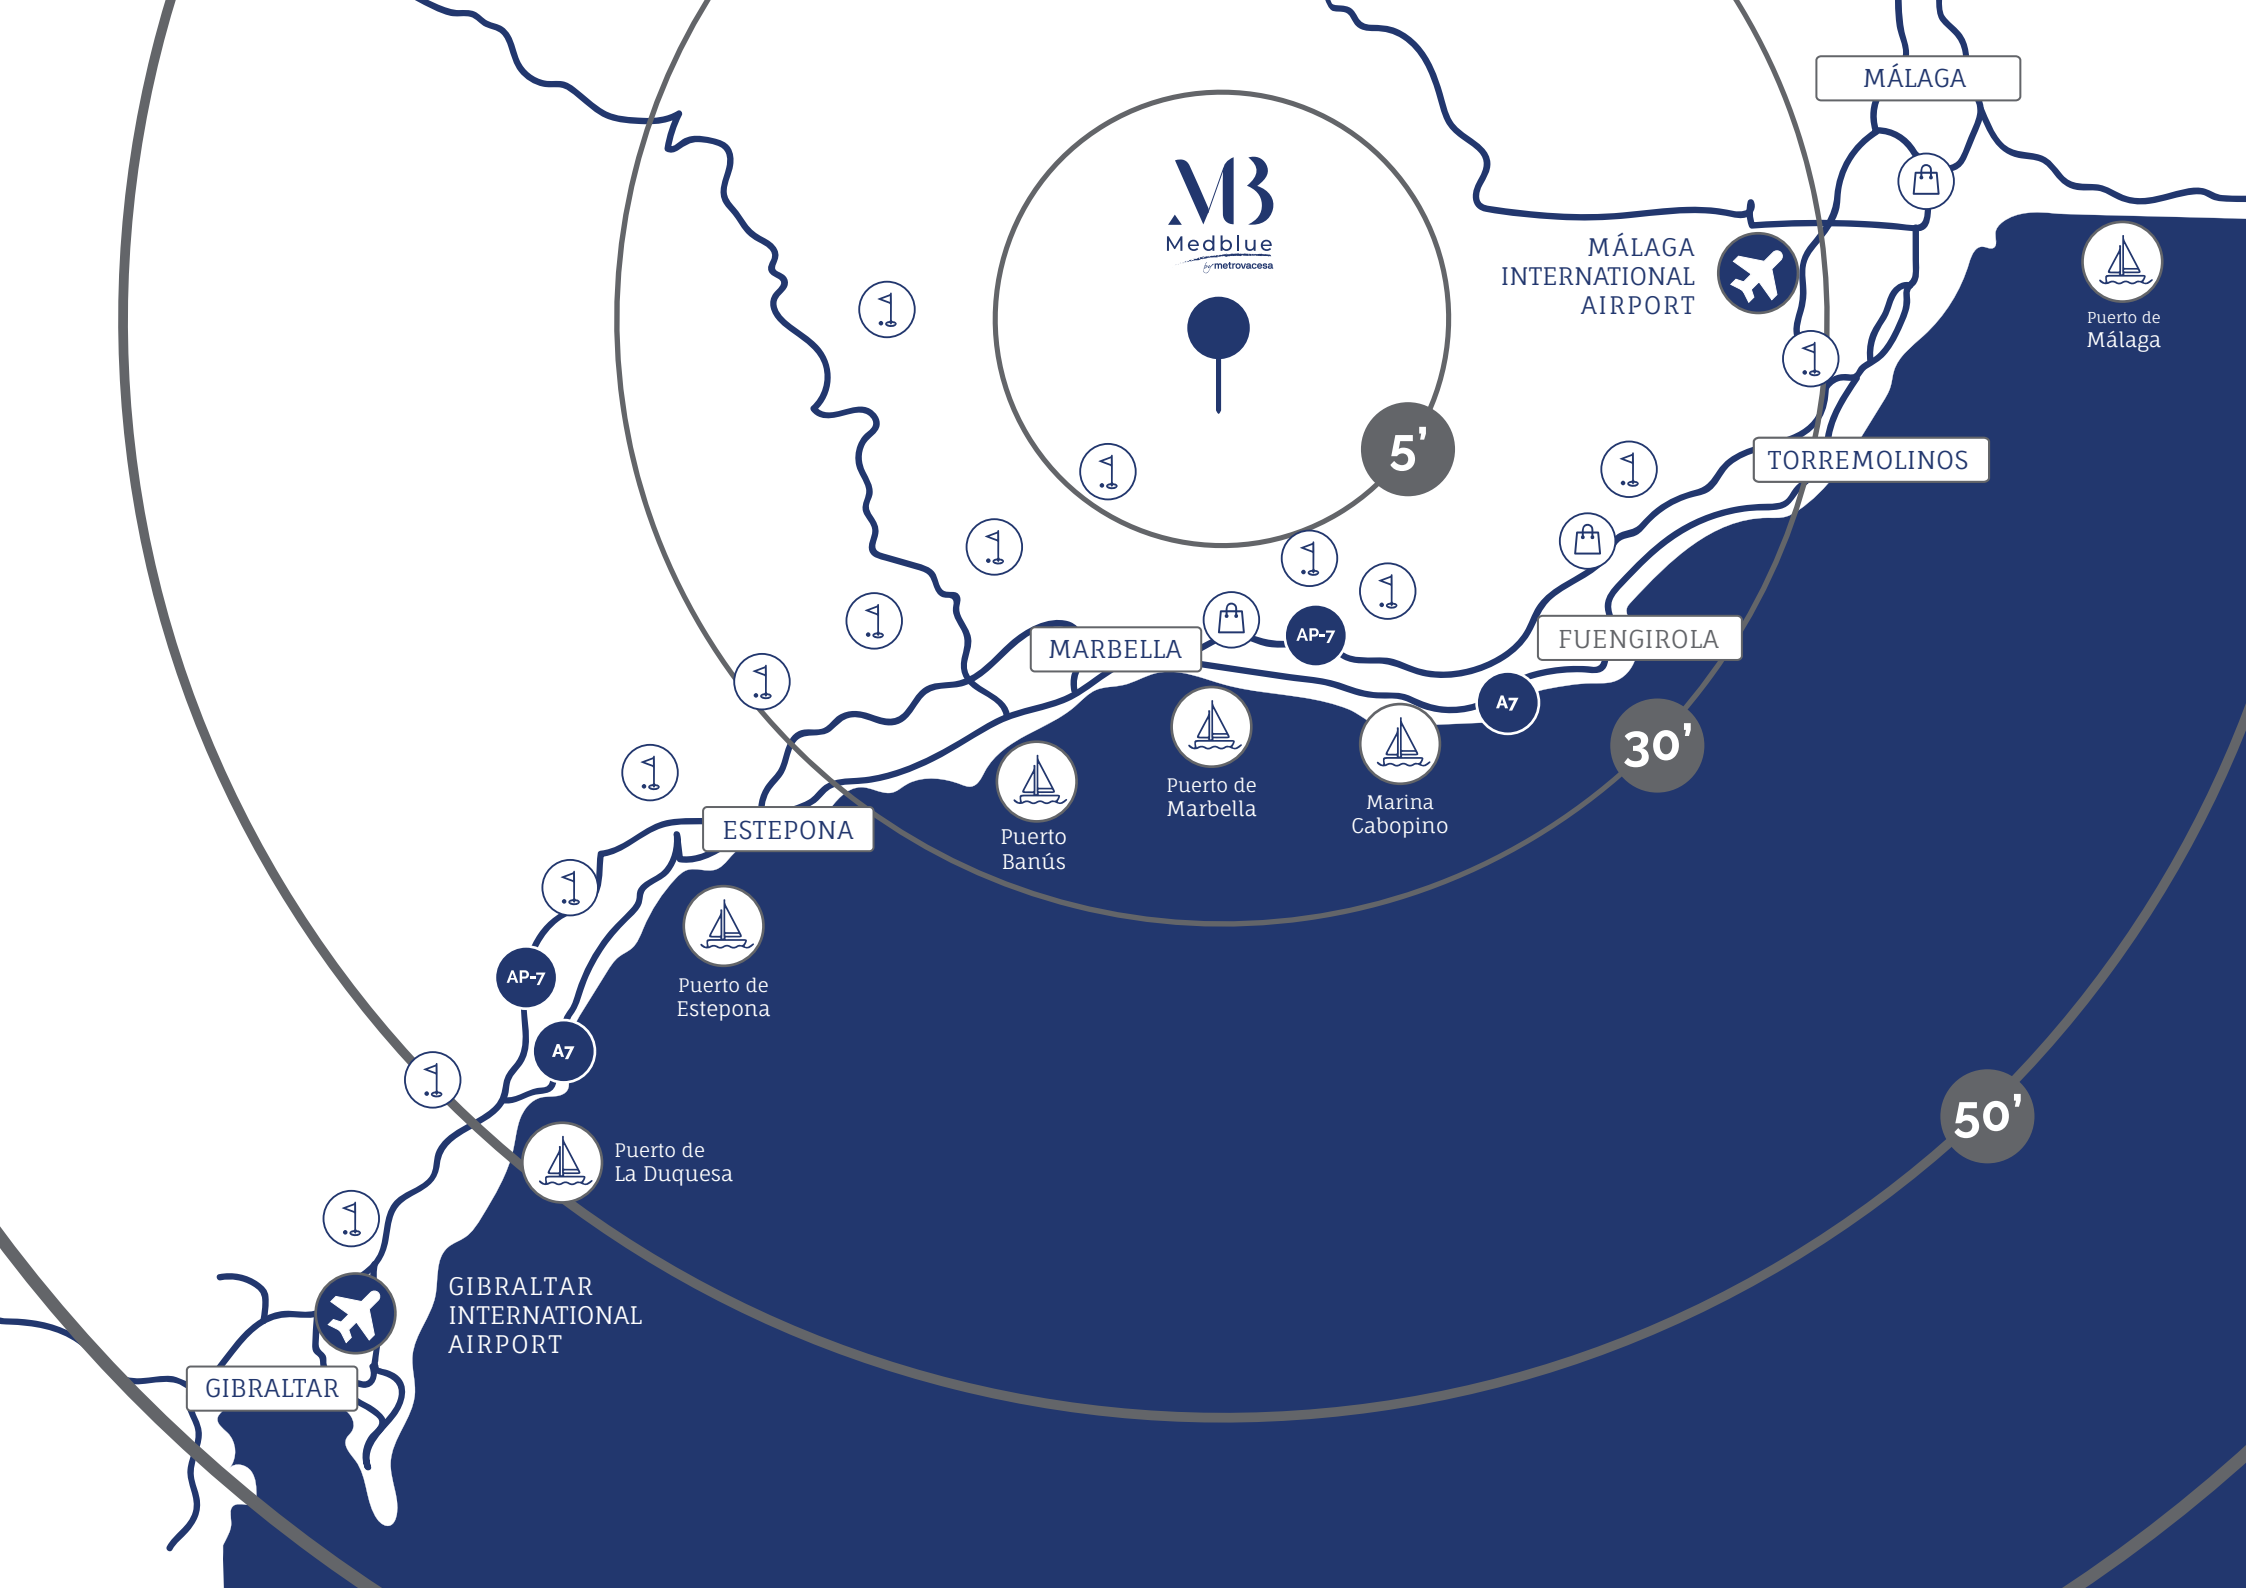 MÁLAGA
MB
Medblue
by metrovacesa
MÁLAGA
INTERNATIONAL
AIRPORT
Puerto de
Málaga
5’
TORREMOLINOS
MARBELLA
AP-7
FUENGIROLA
A7
30’
Puerto de
Marbella
Marina
Cabopino
Puerto
Banús
ESTEPONA
Puerto de
Estepona
AP-7
A7
50’
Puerto de
La Duquesa
GIBRALTAR
INTERNATIONAL
AIRPORT
GIBRALTAR